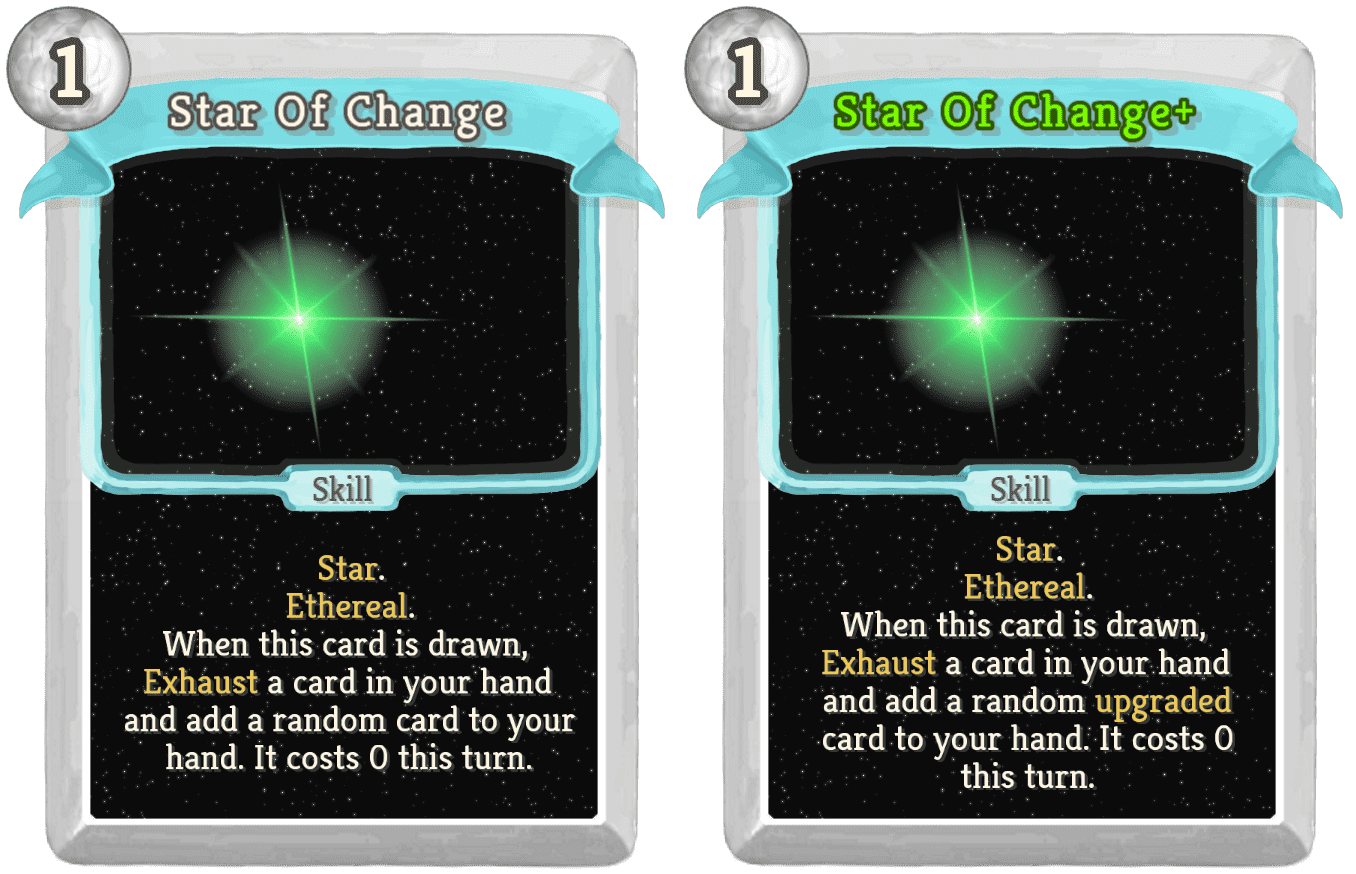 1
Star Of Change
Skill
Star.
Ethereal.
When this card is drawn,
Exhaust a card in your hand
and add a random card to your
hand. It costs 0 this turn.
1
Star Of Change+
Skill
Star.
Ethereal.
When this card is drawn,
Exhaust a card in your hand
and add a random upgraded
card to your hand. It costs 0
this turn.